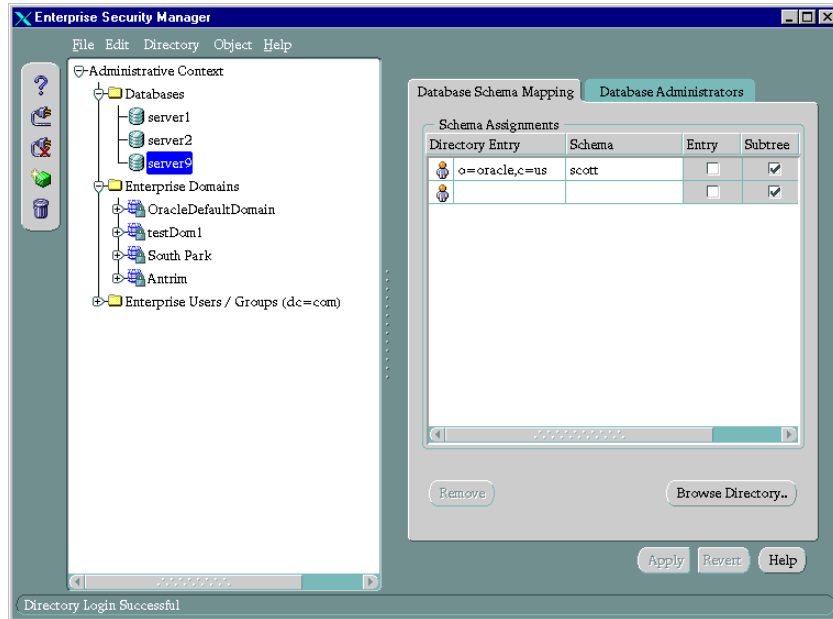 Enterprise Security Manager
File Edit Directory Object Help
Administrative Context
Databases
server1
server2
server9
Enterprise Domains
OracleDefaultDomain
testDom1
South Park
Antrim
Enterprise Users / Groups (dc=com)
Database Schema Mapping Database Administrators
Schema Assignments
Directory Entry Schema Entry Subtree
o=oracle,c=us scott
Remove Browse Directory..
Apply Revert Help
Directory Login Successful